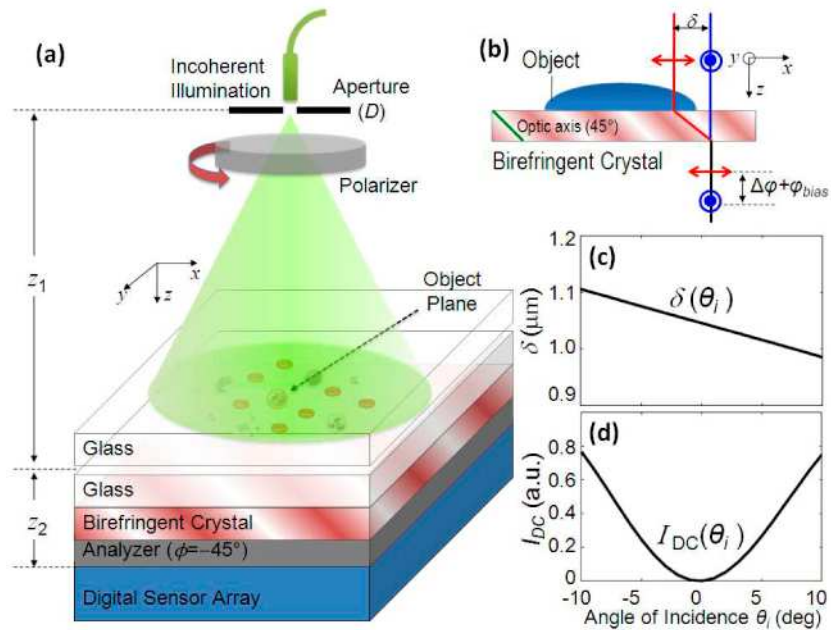 (a)
Incoherent
Illumination
Aperture
(D)
Polarizer
z1
x
y
z
Object
Plane
Glass
Glass
z2
Birefringent Crystal
Analyzer (ϕ=−45°)
Digital Sensor Array
(b)
δ
Object
y
x
z
Optic axis (45°)
Birefringent Crystal
Δφ+φbias
1.2
(c)
1.1
δ(θi)
δ (μm)
1.0
0.9
(d)
0.8
0.6
IDC (a.u.)
0.4
IDC(θi)
0.2
0
-10 -5 0 5 10
Angle of Incidence θi (deg)